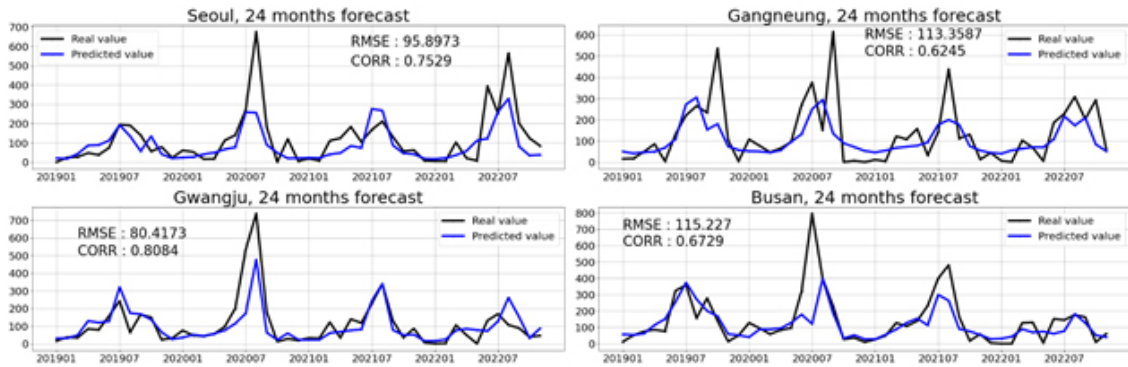 Seoul, 24 months forecast
700
600
500
400
300
200
100
0
Real value
Predicted value
RMSE : 95.8973
CORR : 0.7529
201901 201907 202001 202007 202101 202107 202201 202207
Gangneung, 24 months forecast
600
500
400
300
200
100
0
RMSE : 113.3587
CORR : 0.6245
Real value
Predicted value
201901 201907 202001 202007 202101 202107 202201 202207
Gwangju, 24 months forecast
700
600
500
400
300
200
100
0
RMSE : 80.4173
CORR : 0.8084
Real value
Predicted value
201901 201907 202001 202007 202101 202107 202201 202207
Busan, 24 months forecast
800
700
600
500
400
300
200
100
0
RMSE : 115.227
CORR : 0.6729
Real value
Predicted value
201901 201907 202001 202007 202101 202107 202201 202207